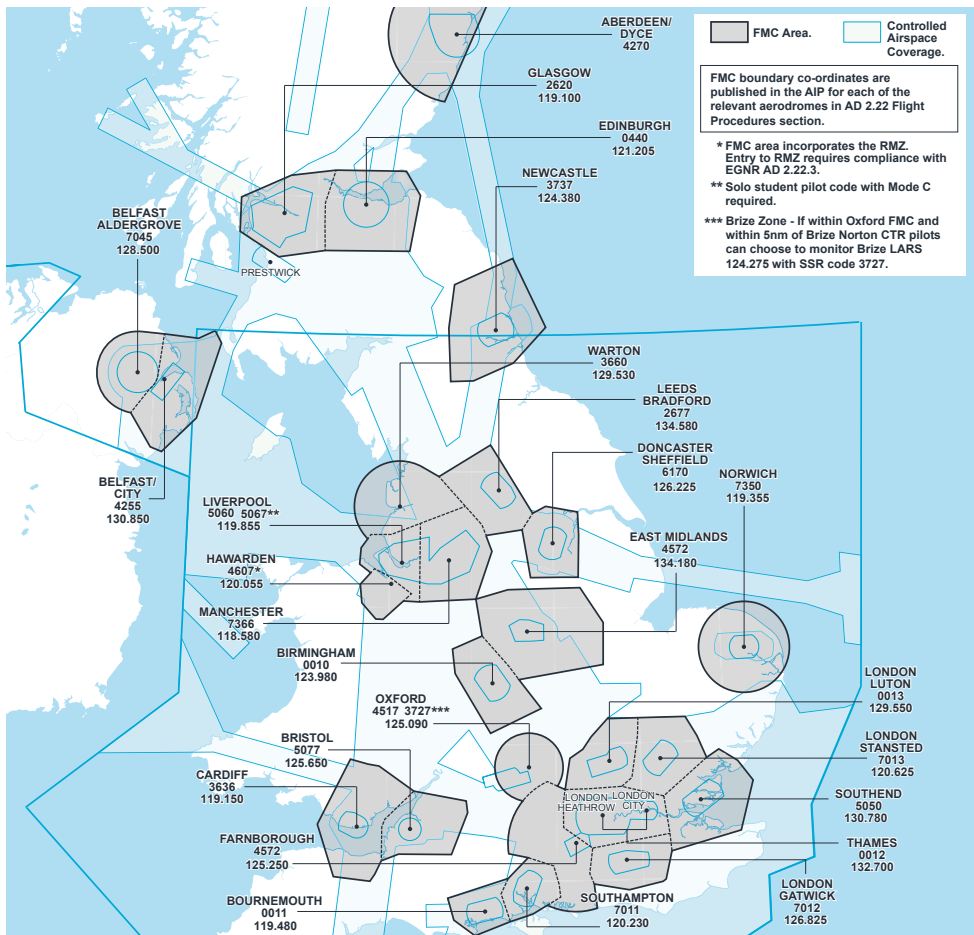 ABERDEEN/
DYCE
4270
GLASGOW
2620
119.100
EDINBURGH
0440
121.205
NEWCASTLE
3737
124.380
FMC Area.
Controlled
Airspace
Coverage.
FMC boundary co-ordinates are
published in the AIP for each of the
relevant aerodromes in AD 2.22 Flight
Procedures section.
* FMC area incorporates the RMZ.
Entry to RMZ requires compliance with
EGNR AD 2.22.3.
** Solo student pilot code with Mode C
required.
*** Brize Zone - If within Oxford FMC and
within 5nm of Brize Norton CTR pilots
can choose to monitor Brize LARS
124.275 with SSR code 3727.
BELFAST
ALDERGROVE
7045
128.500
PRESTWICK
WARTON
3660
129.530
LEEDS
BRADFORD
2677
134.580
DONCASTER
SHEFFIELD
6170
126.225
NORWICH
7350
119.355
BELFAST/
CITY
4255
130.850
LIVERPOOL
5060 5067**
119.855
EAST MIDLANDS
4572
134.180
HAWARDEN
4607*
120.055
MANCHESTER
7366
118.580
BIRMINGHAM
0010
123.980
OXFORD
4517 3727***
125.090
LONDON
LUTON
0013
129.550
BRISTOL
5077
125.650
LONDON
STANSTED
7013
120.625
CARDIFF
3636
119.150
LONDON
HEATHROW
LONDON
CITY
SOUTHEND
5050
130.780
FARNBOROUGH
4572
125.250
THAMES
0012
132.700
BOURNEMOUTH
0011
119.480
SOUTHAMPTON
7011
120.230
LONDON
GATWICK
7012
126.825